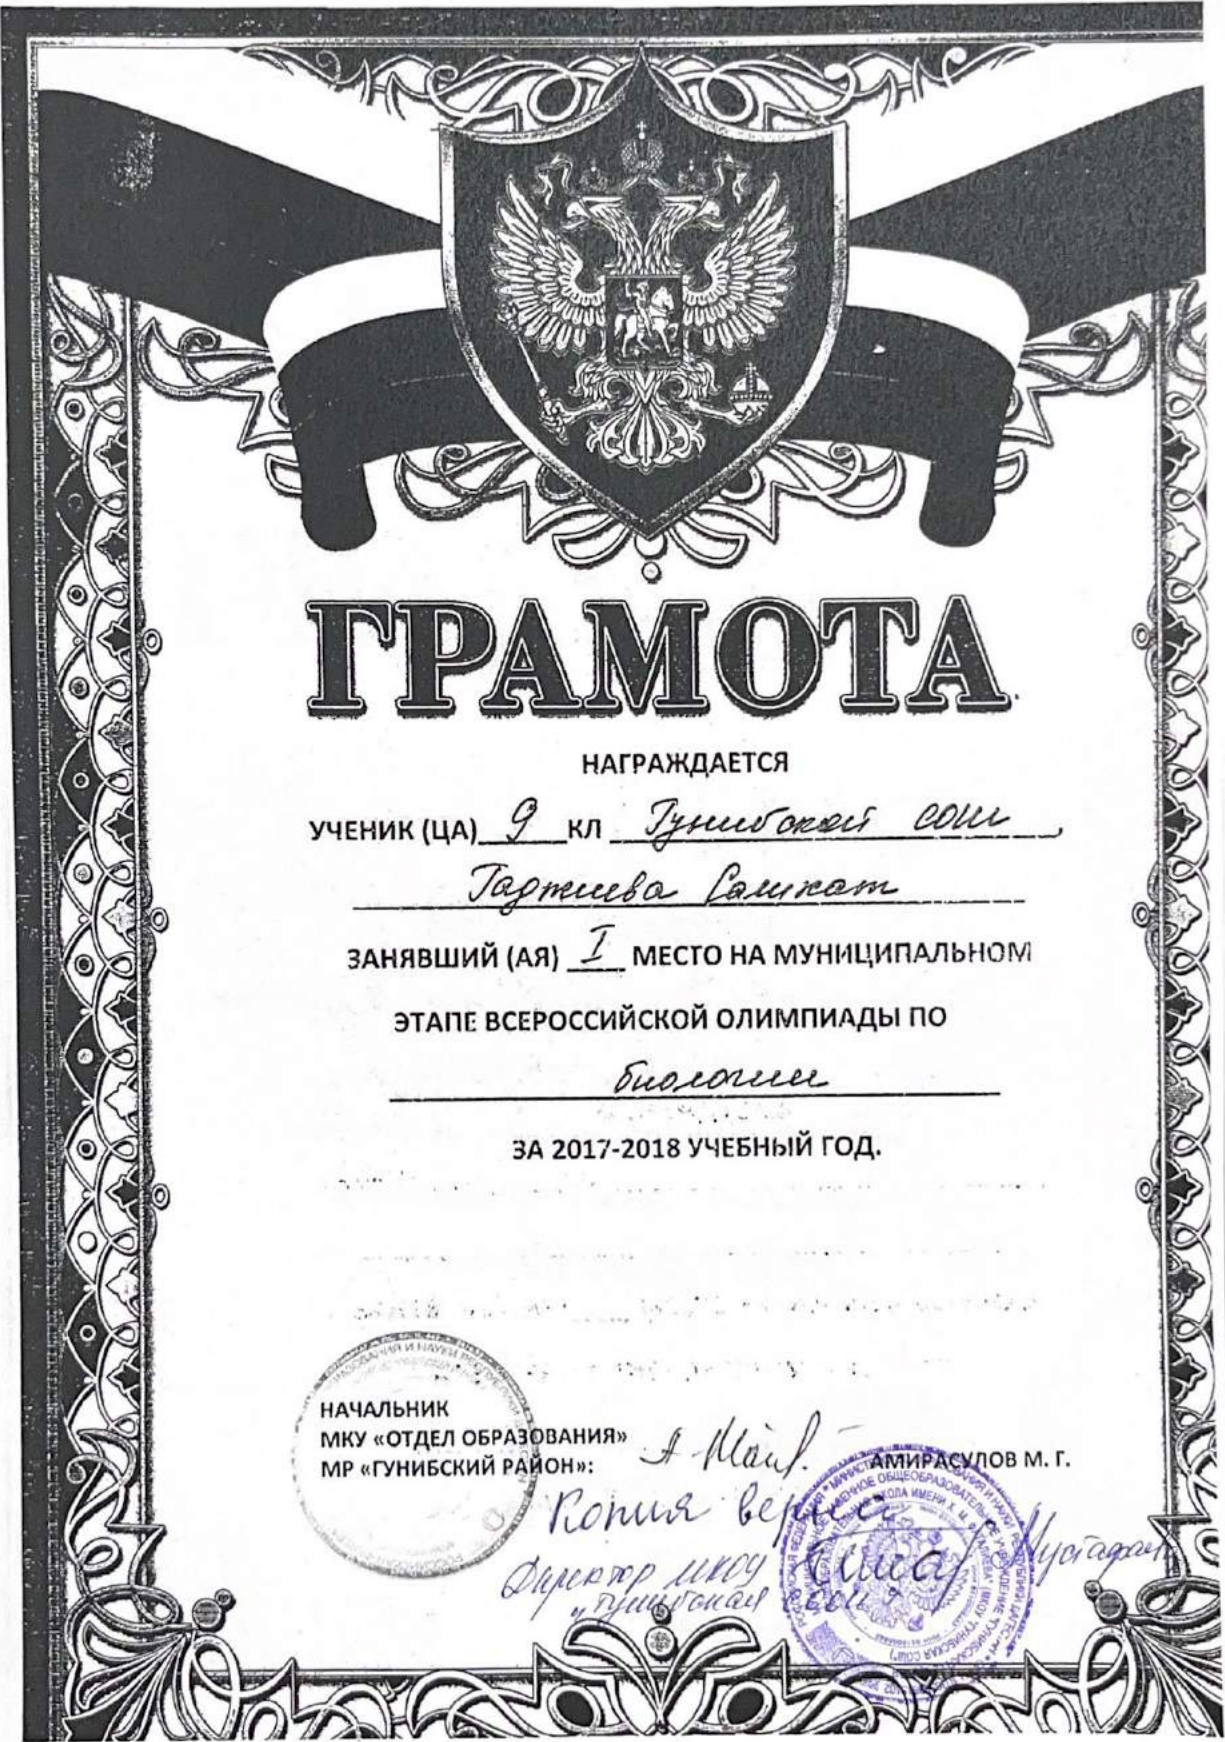 ГРАМОТА
НАГРАЖДАЕТСЯ
УЧЕНИК (ЦА) 9 КЛ Гунибской сош,
Гаджиева Саликат
ЗАНЯВШИЙ (АЯ) I МЕСТО НА МУНИЦИПАЛЬНОМ
ЭТАПЕ ВСЕРОССИЙСКОЙ ОЛИМПИАДЫ ПО
биологии
ЗА 2017-2018 УЧЕБНЫЙ ГОД.
НАЧАЛЬНИК
МКУ «ОТДЕЛ ОБРАЗОВАНИЯ»
МР «ГУНИБСКИЙ РАЙОН»: АМИРАСУЛОВ М. Г.
Копия верна
Директор МКОУ
"Гунибская СОШ"